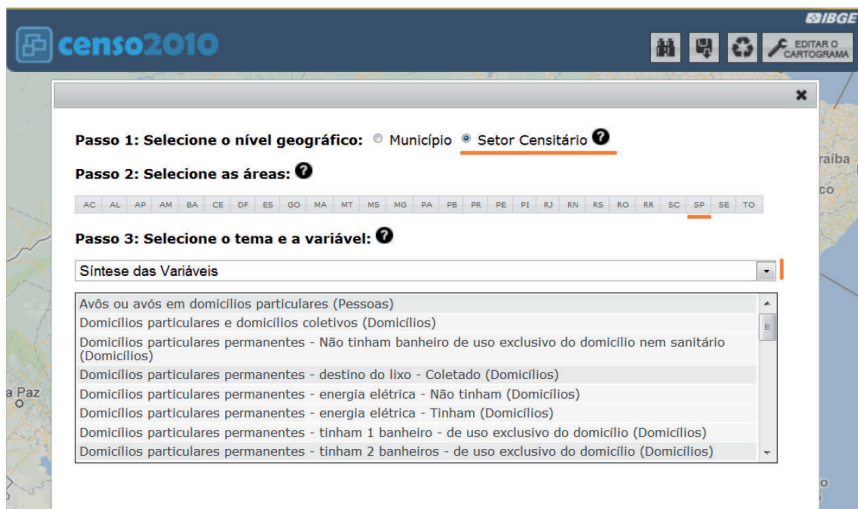 IBGE
censo2010
EDITAR O
CARTOGRAMA
Passo 1: Selecione o nível geográfico: Município Setor Censitário ?
Passo 2: Selecione as áreas: ?
AC AL AP AM BA CE DF ES GO MA MT MS MG PA PB PR PE PI RJ RN RS RO RR SC SP SE TO
Passo 3: Selecione o tema e a variável: ?
Síntese das Variáveis
Avôs ou avós em domicílios particulares (Pessoas)
Domicílios particulares e domicílios coletivos (Domicílios)
Domicílios particulares permanentes - Não tinham banheiro de uso exclusivo do domicílio nem sanitário
(Domicílios)
Domicílios particulares permanentes - destino do lixo - Coletado (Domicílios)
Domicílios particulares permanentes - energia elétrica - Não tinham (Domicílios)
Domicílios particulares permanentes - energia elétrica - Tinham (Domicílios)
Domicílios particulares permanentes - tinham 1 banheiro - de uso exclusivo do domicílio (Domicílios)
Domicílios particulares permanentes - tinham 2 banheiros - de uso exclusivo do domicílio (Domicílios)
raíba
co
a Paz
o